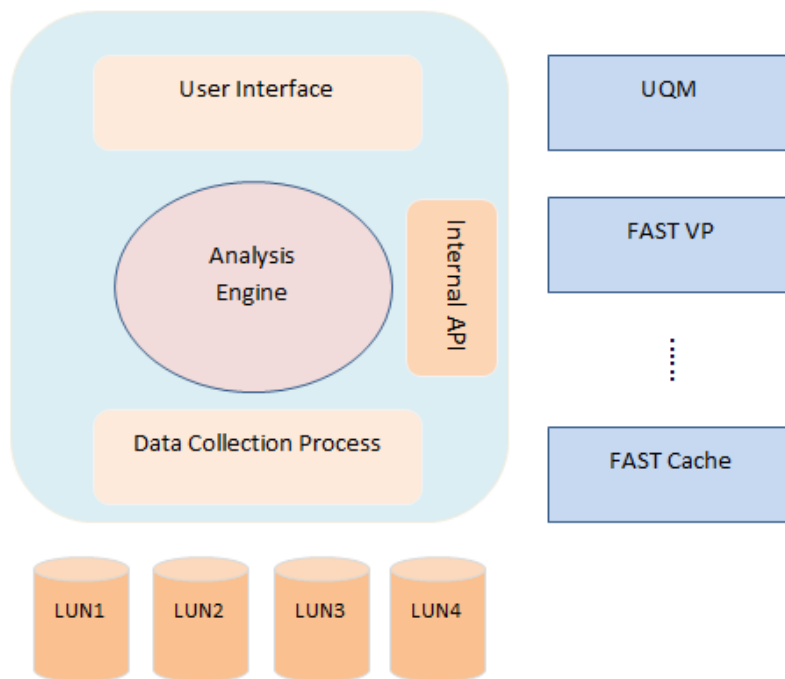 User Interface
UQM
Analysis
Engine
Internal API
FAST VP
Data Collection Process
FAST Cache
LUN1
LUN2
LUN3
LUN4